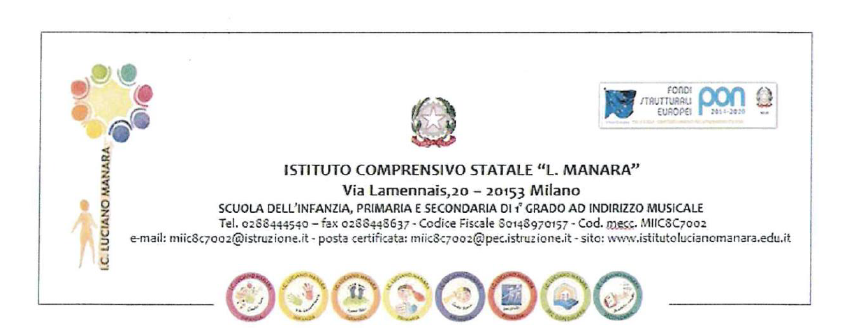 FONDI
STRUTTURALI
EUROPEI
pon
2014-2020
I.C. LUCIANO MANARA
ISTITUTO COMPRENSIVO STATALE “L. MANARA”
Via Lamennais,20 – 20153 Milano
SCUOLA DELL’INFANZIA, PRIMARIA E SECONDARIA DI 1° GRADO AD INDIRIZZO MUSICALE
Tel. 0288444540 – fax 0288448637 - Codice Fiscale 80148970157 - Cod. mecc. MIIC8C7002
e-mail: miic8c7002@istruzione.it - posta certificata: miic8c7002@pec.istruzione.it - sito: www.istitutolucianomanara.edu.it